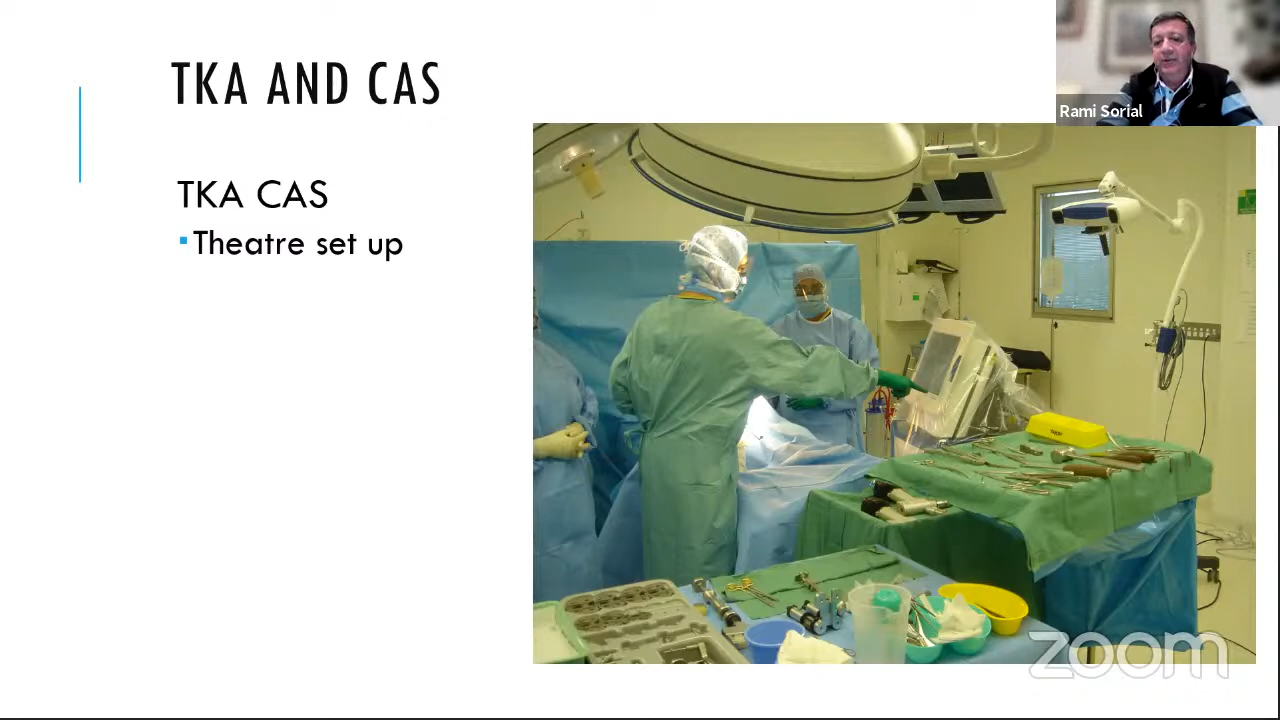 TKA AND CAS
Rami Sorial
TKA CAS
Theatre set up
zoom